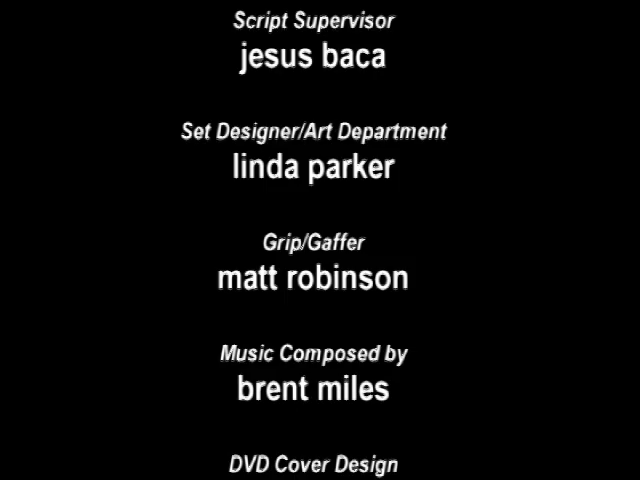 Script Supervisor
jesus baca
Set Designer/Art Department
linda parker
Grip/Gaffer
matt robinson
Music Composed by
brent miles
DVD Cover Design